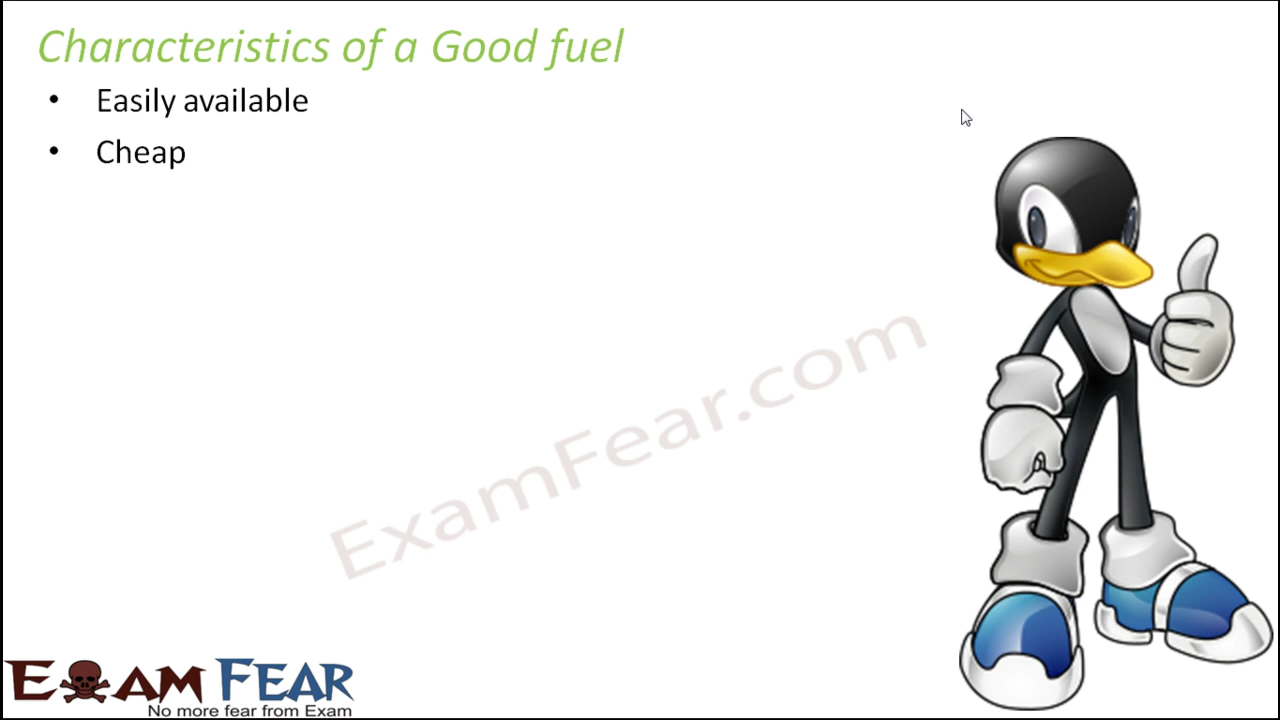 Characteristics of a Good fuel
• Easily available
• Cheap
ExamFear.com
EXAM FEAR
No more fear from Exam